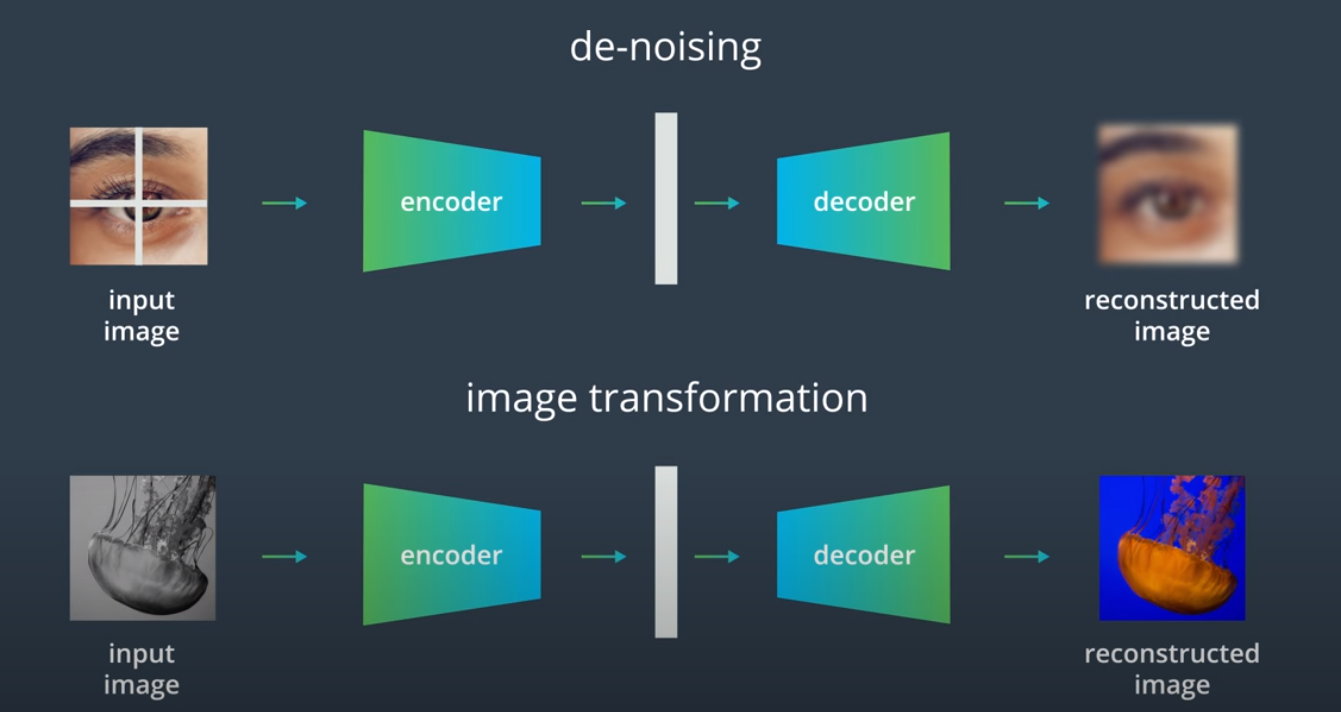 de-noising
encoder
decoder
input
image
reconstructed
image
image transformation
encoder
decoder
input
image
reconstructed
image